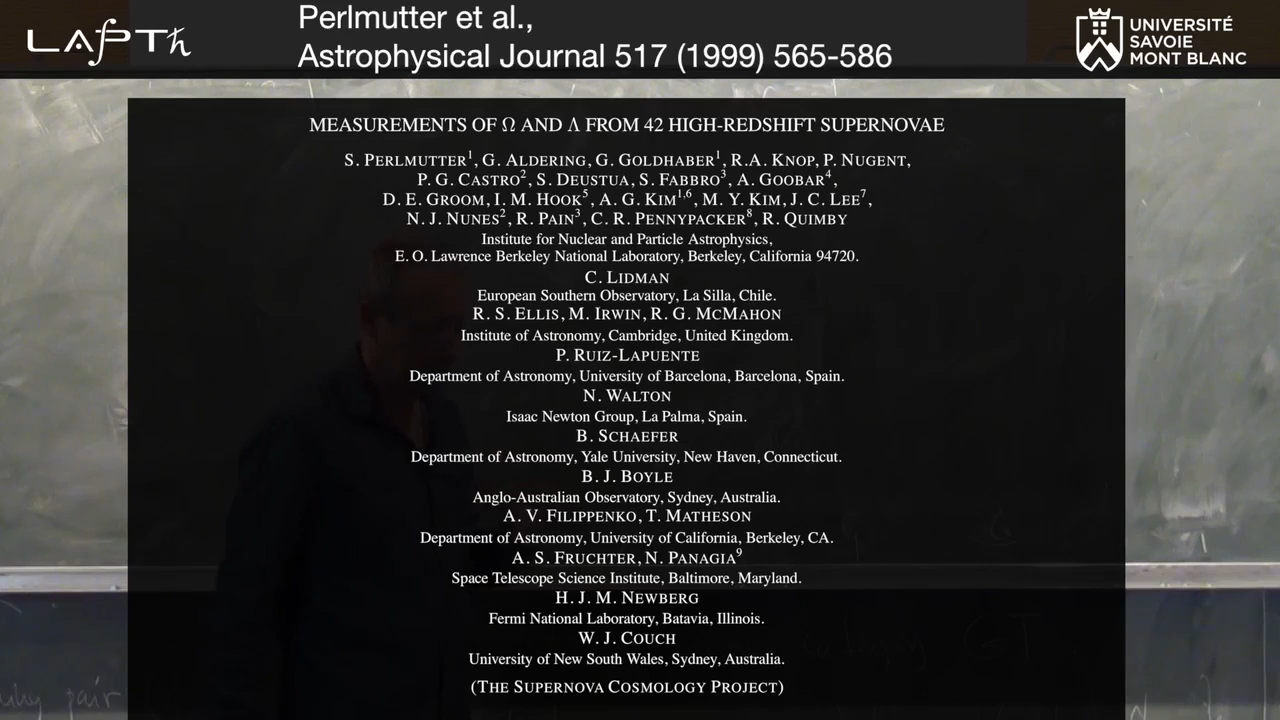 LAPTh
Perlmutter et al.,
Astrophysical Journal 517 (1999) 565-586
UNIVERSITÉ
SAVOIE
MONT BLANC
MEASUREMENTS OF Ω AND Λ FROM 42 HIGH-REDSHIFT SUPERNOVAE
S. PERLMUTTER¹, G. ALDERING, G. GOLDHABER¹, R.A. KNOP, P. NUGENT,
P. G. CASTRO², S. DEUSTUA, S. FABBRO³, A. GOOBAR⁴,
D. E. GROOM, I. M. HOOK⁵, A. G. KIM¹,⁶, M. Y. KIM, J. C. LEE⁷,
N. J. NUNES², R. PAIN³, C. R. PENNYPACKER⁸, R. QUIMBY
Institute for Nuclear and Particle Astrophysics,
E. O. Lawrence Berkeley National Laboratory, Berkeley, California 94720.
C. LIDMAN
European Southern Observatory, La Silla, Chile.
R. S. ELLIS, M. IRWIN, R. G. MCMAHON
Institute of Astronomy, Cambridge, United Kingdom.
P. RUIZ-LAPUENTE
Department of Astronomy, University of Barcelona, Barcelona, Spain.
N. WALTON
Isaac Newton Group, La Palma, Spain.
B. SCHAEFER
Department of Astronomy, Yale University, New Haven, Connecticut.
B. J. BOYLE
Anglo-Australian Observatory, Sydney, Australia.
A. V. FILIPPENKO, T. MATHESON
Department of Astronomy, University of California, Berkeley, CA.
A. S. FRUCHTER, N. PANAGIA⁹
Space Telescope Science Institute, Baltimore, Maryland.
H. J. M. NEWBERG
Fermi National Laboratory, Batavia, Illinois.
W. J. COUCH
University of New South Wales, Sydney, Australia.
(THE SUPERNOVA COSMOLOGY PROJECT)
pair